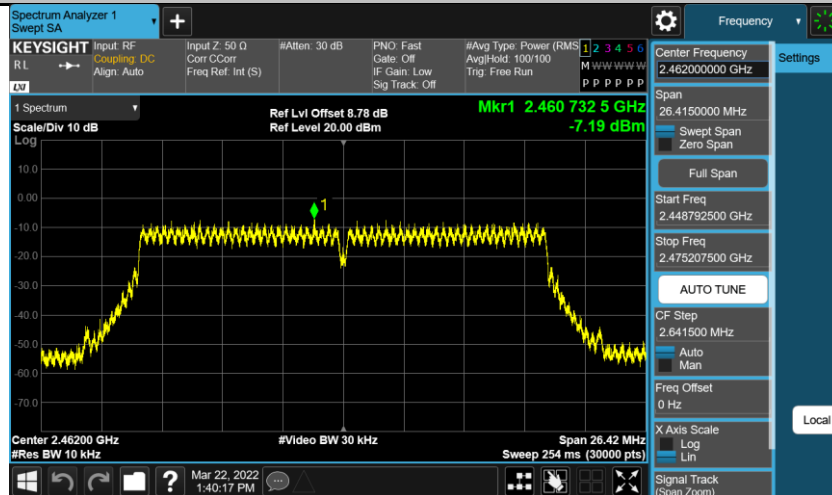 Spectrum Analyzer 1
Swept SA
Frequency
KEYSIGHT
RL
LXI
Input: RF
Coupling: DC
Align: Auto
Input Z: 50 Ω
Corr CCorr
Freq Ref: Int (S)
#Atten: 30 dB
PNO: Fast
Gate: Off
IF Gain: Low
Sig Track: Off
#Avg Type: Power (RMS
Avg|Hold: 100/100
Trig: Free Run
1 2 3 4 5 6
M W W W W W
P P P P P P
1 Spectrum
Scale/Div 10 dB
Log
Ref Lvl Offset 8.78 dB
Ref Level 20.00 dBm
Mkr1 2.460 732 5 GHz
-7.19 dBm
10.0
0.00
-10.0
-20.0
-30.0
-40.0
-50.0
-60.0
-70.0
1
Center 2.46200 GHz
#Res BW 10 kHz
#Video BW 30 kHz
Span 26.42 MHz
Sweep 254 ms (30000 pts)
Mar 22, 2022
1:40:17 PM
?
Center Frequency
2.462000000 GHz
Span
26.4150000 MHz
Swept Span
Zero Span
Full Span
Start Freq
2.448792500 GHz
Stop Freq
2.475207500 GHz
AUTO TUNE
CF Step
2.641500 MHz
Auto
Man
Freq Offset
0 Hz
X Axis Scale
Log
Lin
Signal Track
(Span Zoom)
Settings
Local